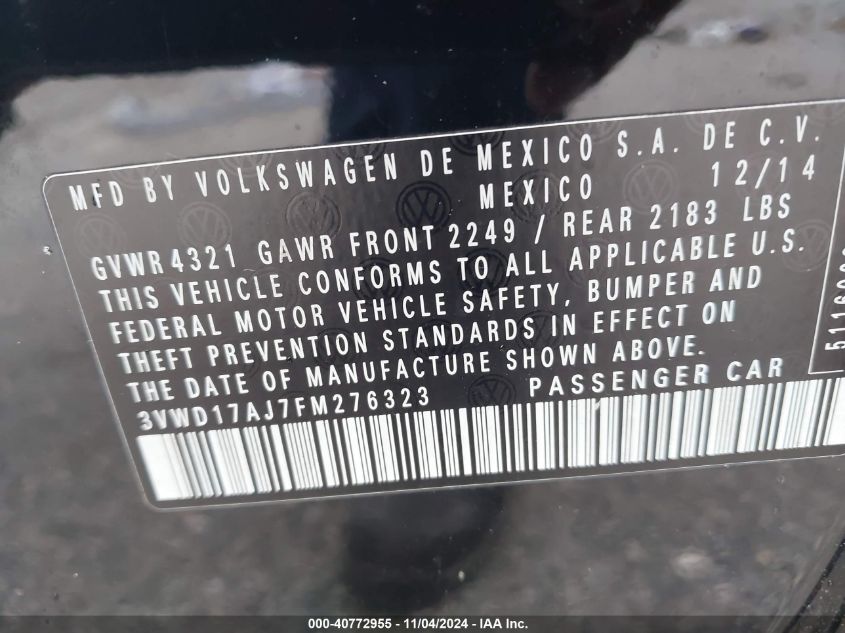 MFD BY VOLKSWAGEN DE MEXICO S.A. DE C.V.
MEXICO 12/14
GVWR 4321 GAWR FRONT 2249 / REAR 2183 LBS
THIS VEHICLE CONFORMS TO ALL APPLICABLE U.S.
FEDERAL MOTOR VEHICLE SAFETY, BUMPER AND
THEFT PREVENTION STANDARDS IN EFFECT ON
THE DATE OF MANUFACTURE SHOWN ABOVE.
3VWD17AJ7FM276323 PASSENGER CAR
000-40772955 - 11/04/2024 - IAA Inc.